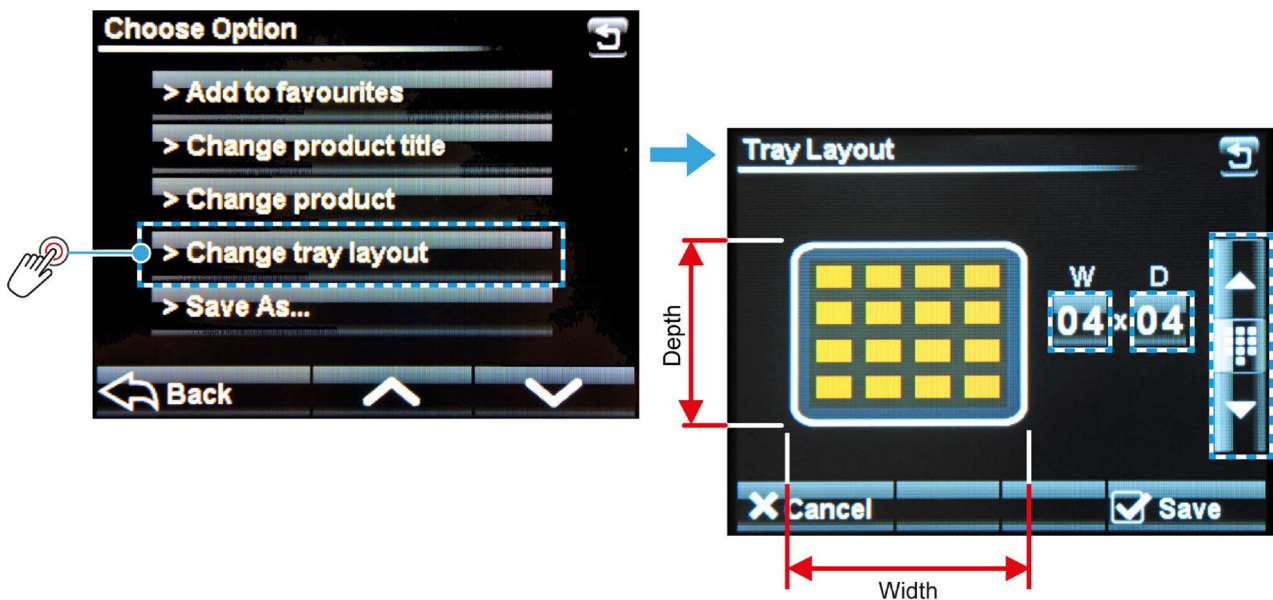 Choose Option
> Add to favourites
> Change product title
> Change product
> Change tray layout
> Save As...
Back
Tray Layout
Depth
W D
04 x 04
Cancel
Save
Width